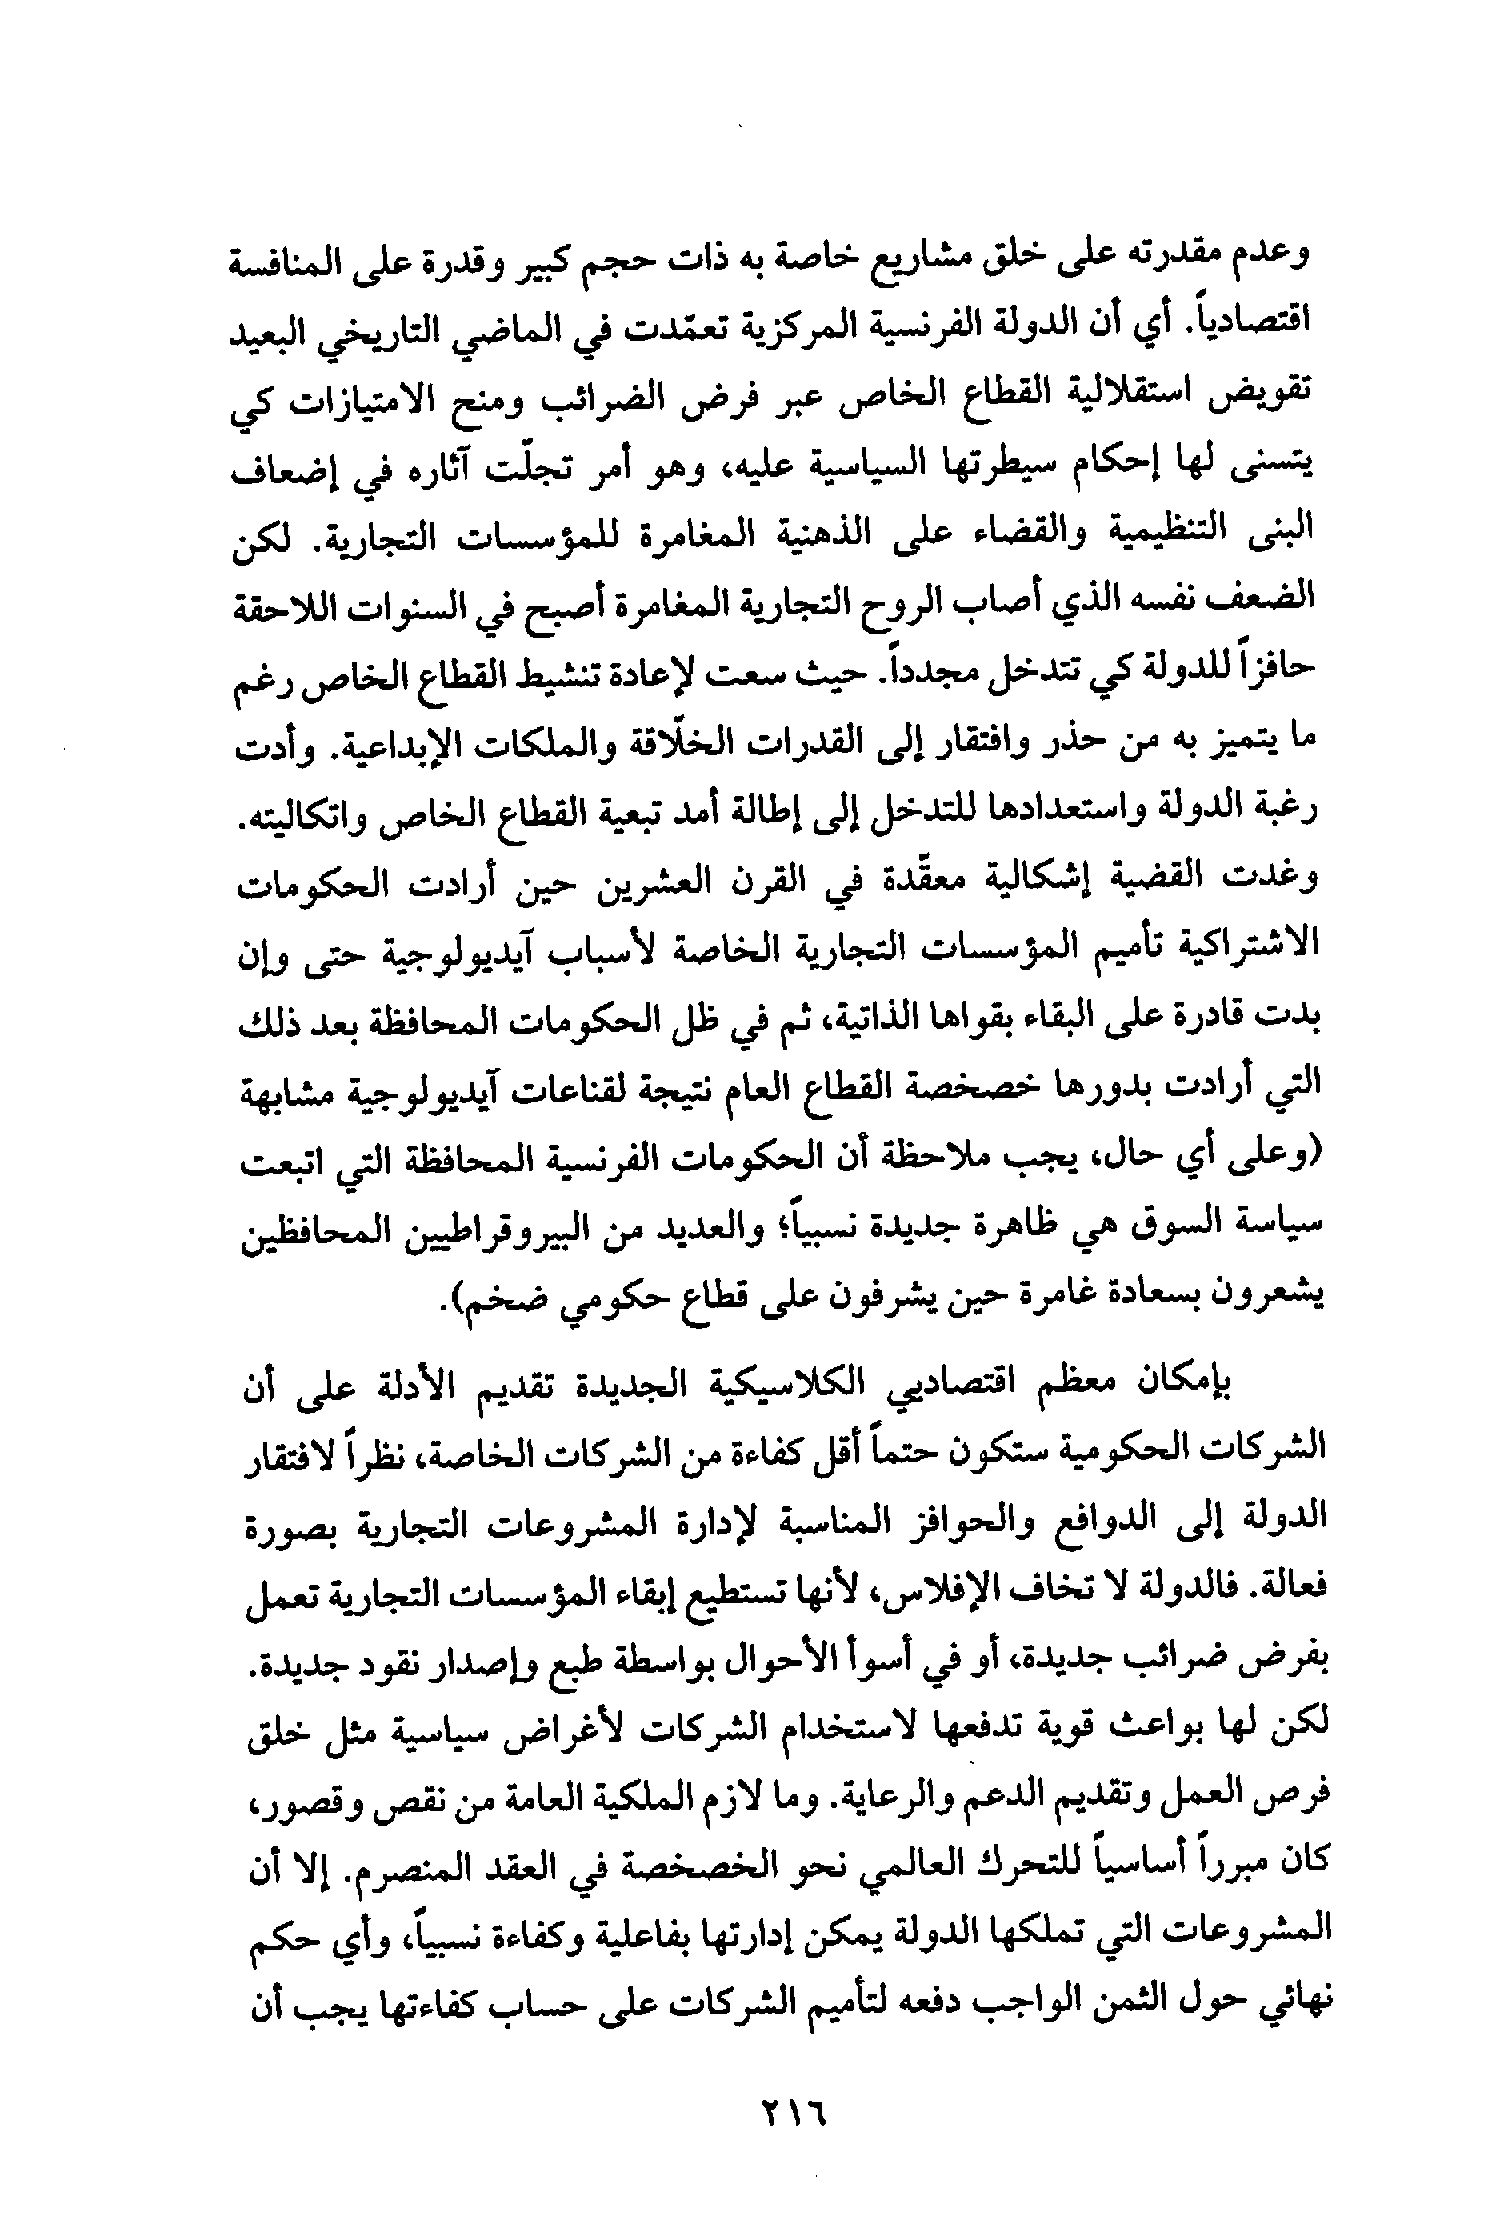 وعدم مقدرته على خلق مشاريع خاصة به ذات حجم كبير وقدرة على المنافسة
اقتصادياً. أي أن الدولة الفرنسية المركزية تعمّدت في الماضي التاريخي البعيد
تقويض استقلالية القطاع الخاص عبر فرض الضرائب ومنح الامتيازات كي
يتسنى لها إحكام سيطرتها السياسية عليه، وهو أمر تجلّت آثاره في إضعاف
البنى التنظيمية والقضاء على الذهنية المغامرة للمؤسسات التجارية. لكن
الضعف نفسه الذي أصاب الروح التجارية المغامرة أصبح في السنوات اللاحقة
حافزاً للدولة كي تتدخل مجدداً. حيث سعت لإعادة تنشيط القطاع الخاص رغم
ما يتميز به من حذر وافتقار إلى القدرات الخلّاقة والملكات الإبداعية. وأدت
رغبة الدولة واستعدادها للتدخل إلى إطالة أمد تبعية القطاع الخاص واتكاليته.
وغدت القضية إشكالية معقّدة في القرن العشرين حين أرادت الحكومات
الاشتراكية تأميم المؤسسات التجارية الخاصة لأسباب آيديولوجية حتى وإن
بدت قادرة على البقاء بقواها الذاتية، ثم في ظل الحكومات المحافظة بعد ذلك
التي أرادت بدورها خصخصة القطاع العام نتيجة لقناعات آيديولوجية مشابهة
(وعلى أي حال، يجب ملاحظة أن الحكومات الفرنسية المحافظة التي اتبعت
سياسة السوق هي ظاهرة جديدة نسبياً؛ والعديد من البيروقراطيين المحافظين
يشعرون بسعادة غامرة حين يشرفون على قطاع حكومي ضخم).
بإمكان معظم اقتصاديي الكلاسيكية الجديدة تقديم الأدلة على أن
الشركات الحكومية ستكون حتماً أقل كفاءة من الشركات الخاصة، نظراً لافتقار
الدولة إلى الدوافع والحوافز المناسبة لإدارة المشروعات التجارية بصورة
فعالة. فالدولة لا تخاف الإفلاس، لأنها تستطيع إبقاء المؤسسات التجارية تعمل
بفرض ضرائب جديدة، أو في أسوأ الأحوال بواسطة طبع وإصدار نقود جديدة.
لكن لها بواعث قوية تدفعها لاستخدام الشركات لأغراض سياسية مثل خلق
فرص العمل وتقديم الدعم والرعاية. وما لازم الملكية العامة من نقص وقصور،
كان مبرراً أساسياً للتحرك العالمي نحو الخصخصة في العقد المنصرم. إلا أن
المشروعات التي تملكها الدولة يمكن إدارتها بفاعلية وكفاءة نسبياً، وأي حكم
نهائي حول الثمن الواجب دفعه لتأميم الشركات على حساب كفاءتها يجب أن
٢١٦